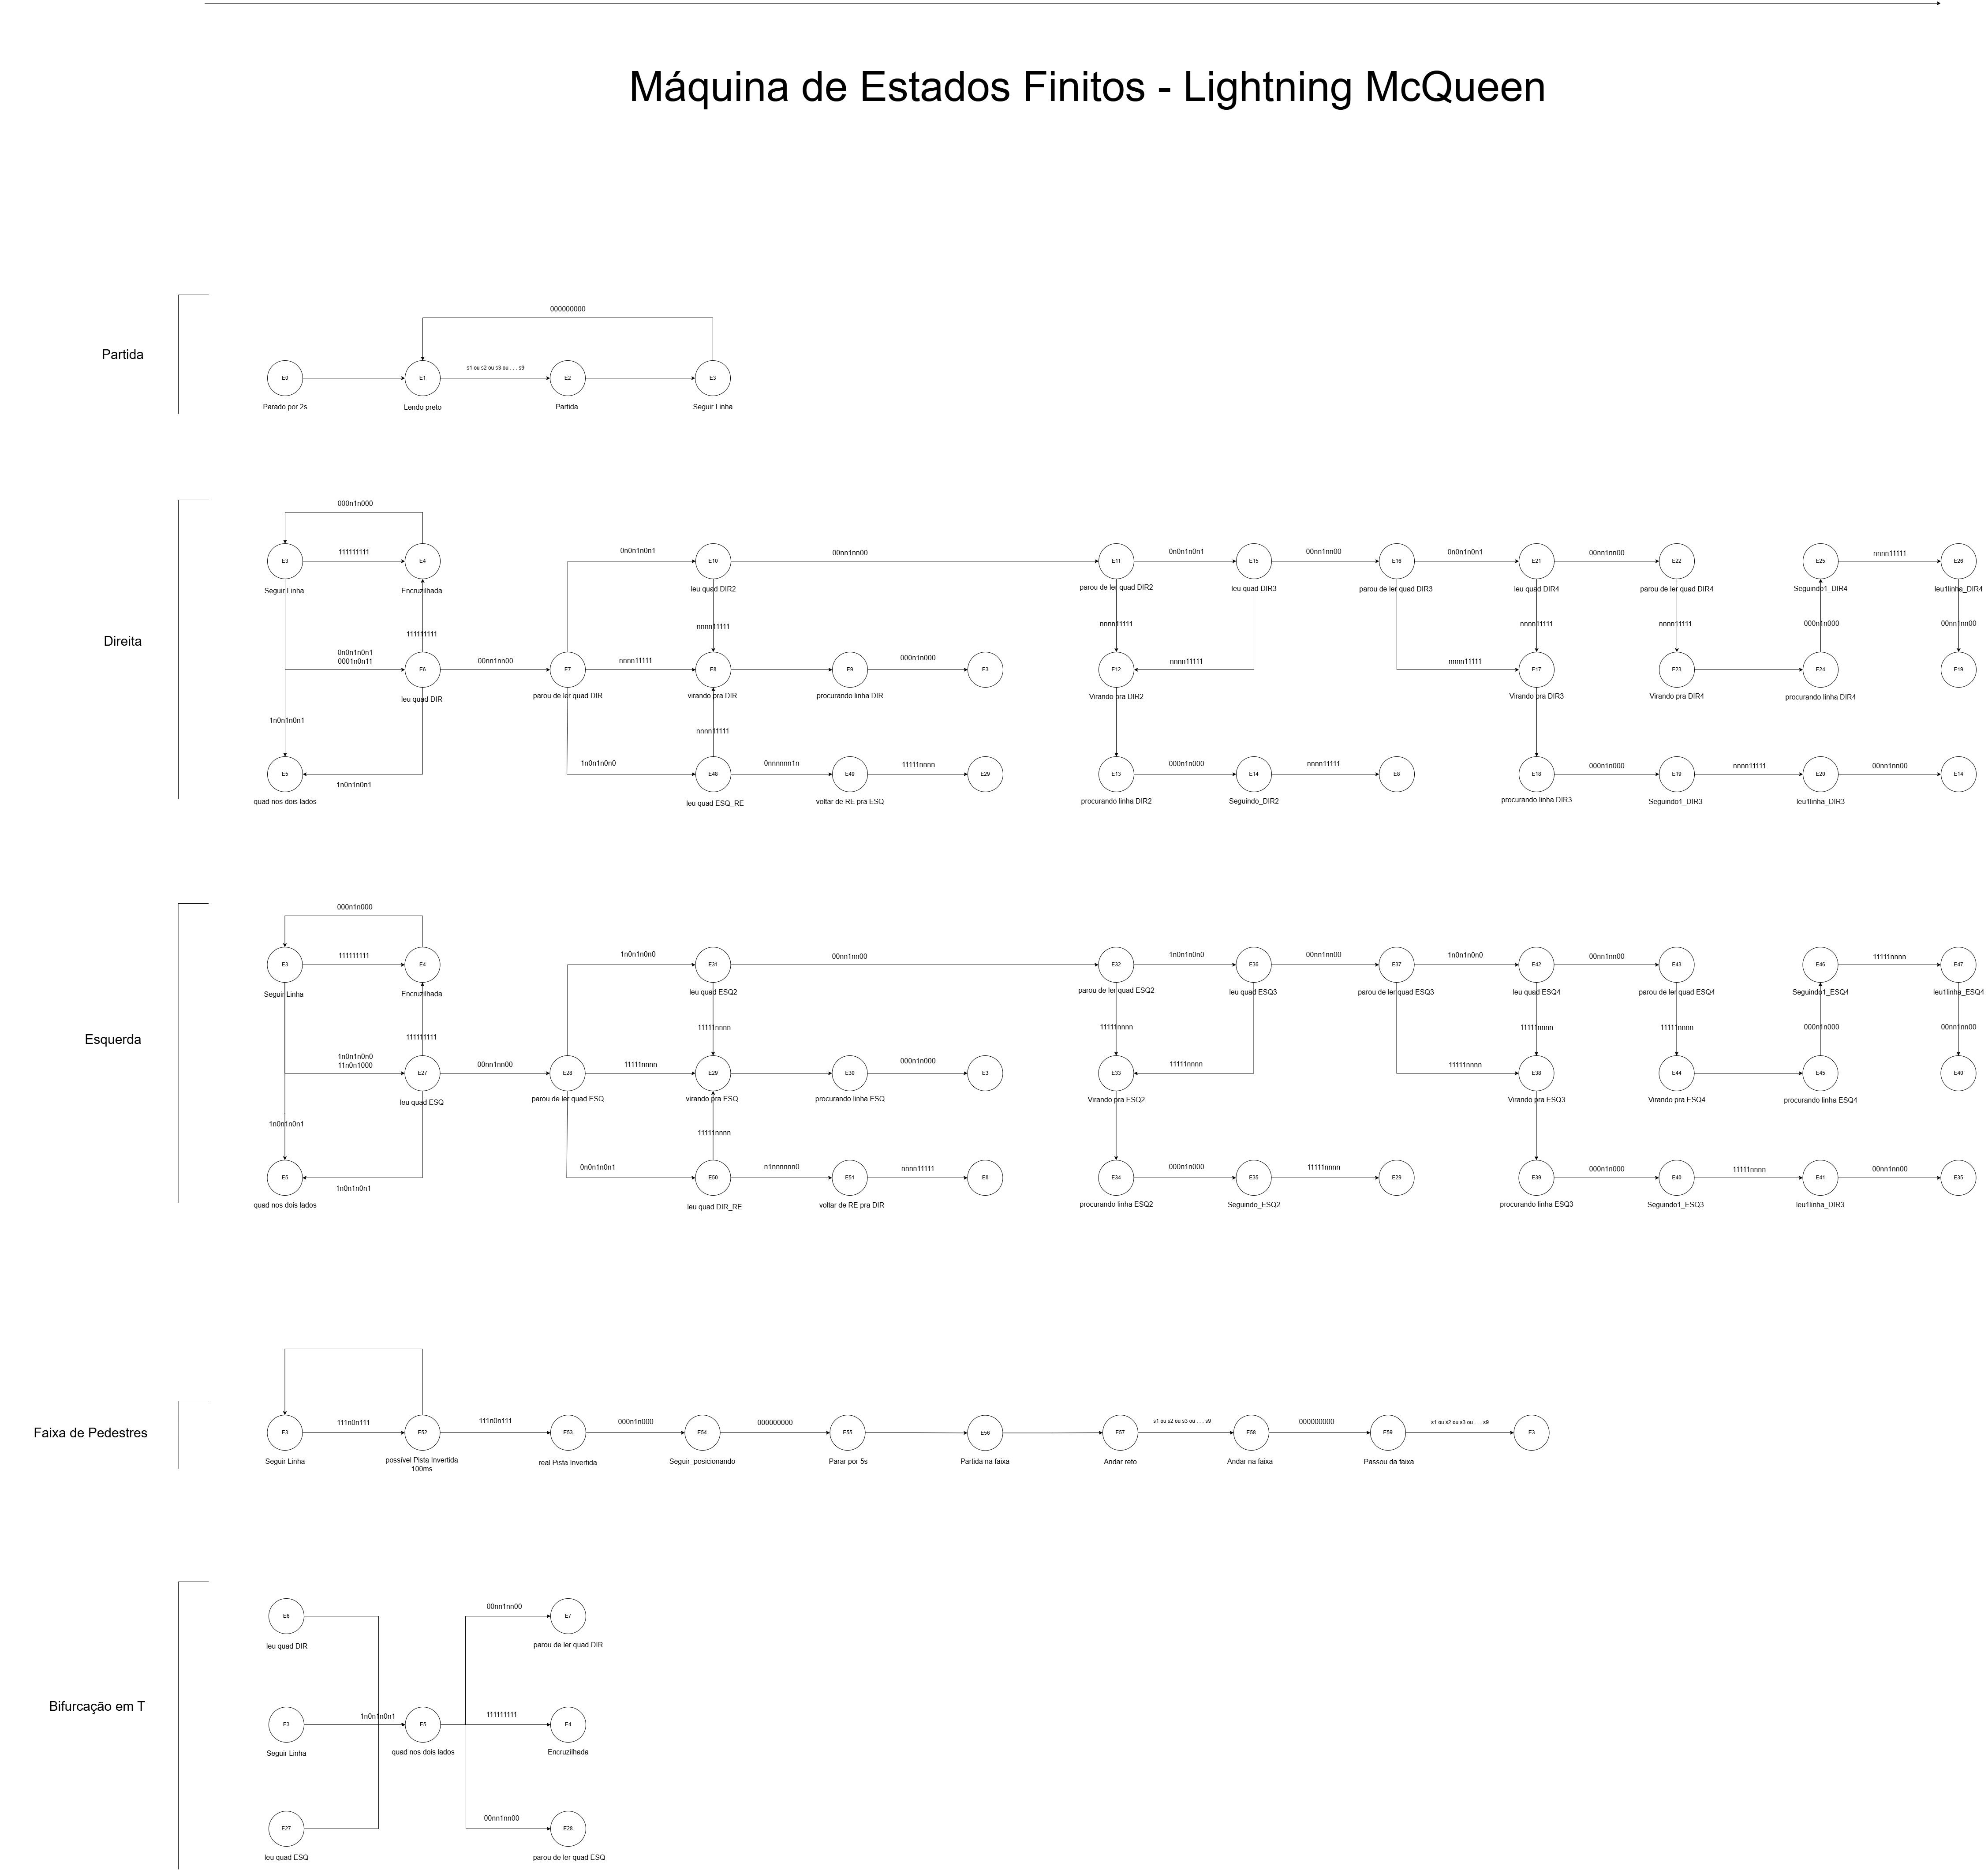 Máquina de Estados Finitos - Lightning McQueen
Partida
000000000
E0
E1
s1 ou s2 ou s3 ou . . . s9
E2
E3
Parado por 2s
Lendo preto
Partida
Seguir Linha
Direita
000n1n000
E3
111111111
E4
0n0n1n0n1
E10
00nn1nn00
E11
0n0n1n0n1
E15
00nn1nn00
E16
0n0n1n0n1
E21
00nn1nn00
E22
E25
nnnn11111
E26
Seguir Linha
Encruzilhada
leu quad DIR2
parou de ler quad DIR2
leu quad DIR3
parou de ler quad DIR3
leu quad DIR4
parou de ler quad DIR4
Seguindo1_DIR4
leu1linha_DIR4
111111111
nnnn11111
nnnn11111
nnnn11111
nnnn11111
000n1n000
00nn1nn00
0n0n1n0n1
0001n0n11
E6
00nn1nn00
E7
nnnn11111
E8
E9
000n1n000
E3
E12
nnnn11111
nnnn11111
E17
E23
E24
E19
leu quad DIR
parou de ler quad DIR
virando pra DIR
procurando linha DIR
Virando pra DIR2
Virando pra DIR3
Virando pra DIR4
procurando linha DIR4
1n0n1n0n1
nnnn11111
E5
1n0n1n0n1
1n0n1n0n0
E48
0nnnnnn1n
E49
11111nnnn
E29
E13
000n1n000
E14
nnnn11111
E8
E18
000n1n000
E19
nnnn11111
E20
00nn1nn00
E14
quad nos dois lados
leu quad ESQ_RE
voltar de RE pra ESQ
procurando linha DIR2
Seguindo_DIR2
procurando linha DIR3
Seguindo1_DIR3
leu1linha_DIR3
Esquerda
000n1n000
E3
111111111
E4
1n0n1n0n0
E31
00nn1nn00
E32
1n0n1n0n0
E36
00nn1nn00
E37
1n0n1n0n0
E42
00nn1nn00
E43
E46
11111nnnn
E47
Seguir Linha
Encruzilhada
leu quad ESQ2
parou de ler quad ESQ2
leu quad ESQ3
parou de ler quad ESQ3
leu quad ESQ4
parou de ler quad ESQ4
Seguindo1_ESQ4
leu1linha_ESQ4
111111111
11111nnnn
11111nnnn
11111nnnn
11111nnnn
000n1n000
00nn1nn00
1n0n1n0n0
11n0n1000
E27
00nn1nn00
E28
11111nnnn
E29
E30
000n1n000
E3
E33
11111nnnn
11111nnnn
E38
E44
E45
E40
leu quad ESQ
parou de ler quad ESQ
virando pra ESQ
procurando linha ESQ
Virando pra ESQ2
Virando pra ESQ3
Virando pra ESQ4
procurando linha ESQ4
1n0n1n0n1
11111nnnn
E5
1n0n1n0n1
0n0n1n0n1
E50
n1nnnnnn0
E51
nnnn11111
E8
E34
000n1n000
E35
11111nnnn
E29
E39
000n1n000
E40
11111nnnn
E41
00nn1nn00
E35
quad nos dois lados
leu quad DIR_RE
voltar de RE pra DIR
procurando linha ESQ2
Seguindo_ESQ2
procurando linha ESQ3
Seguindo1_ESQ3
leu1linha_DIR3
Faixa de Pedestres
E3
111n0n111
E52
111n0n111
E53
000n1n000
E54
000000000
E55
E56
E57
s1 ou s2 ou s3 ou . . . s9
E58
000000000
E59
s1 ou s2 ou s3 ou . . . s9
E3
Seguir Linha
possível Pista Invertida
100ms
real Pista Invertida
Seguir_posicionando
Parar por 5s
Partida na faixa
Andar reto
Andar na faixa
Passou da faixa
Bifurcação em T
E6
00nn1nn00
E7
leu quad DIR
parou de ler quad DIR
E3
1n0n1n0n1
E5
111111111
E4
Seguir Linha
quad nos dois lados
Encruzilhada
E27
00nn1nn00
E28
leu quad ESQ
parou de ler quad ESQ